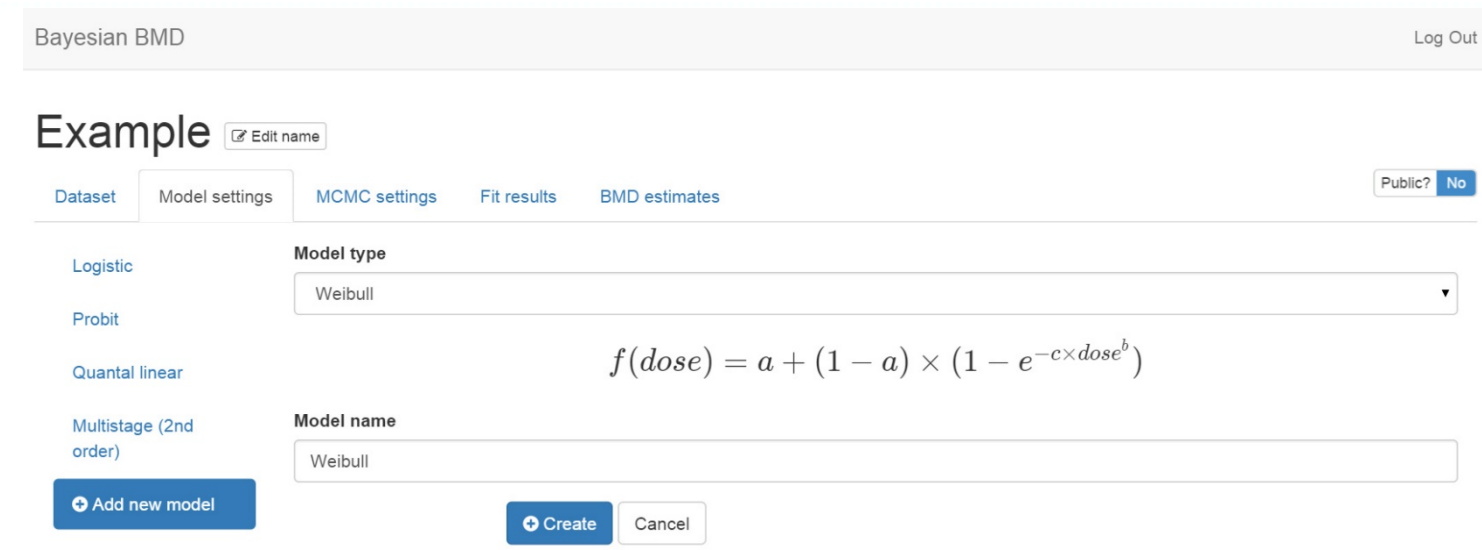 Bayesian BMD Log Out
Example Edit name
Dataset Model settings MCMC settings Fit results BMD estimates Public? No
Logistic
Probit
Quantal linear
Multistage (2nd
order)
Add new model
Model type
Weibull
f(dose) = a + (1 − a) × (1 − e^{−c×dose^b})
Model name
Weibull
Create Cancel